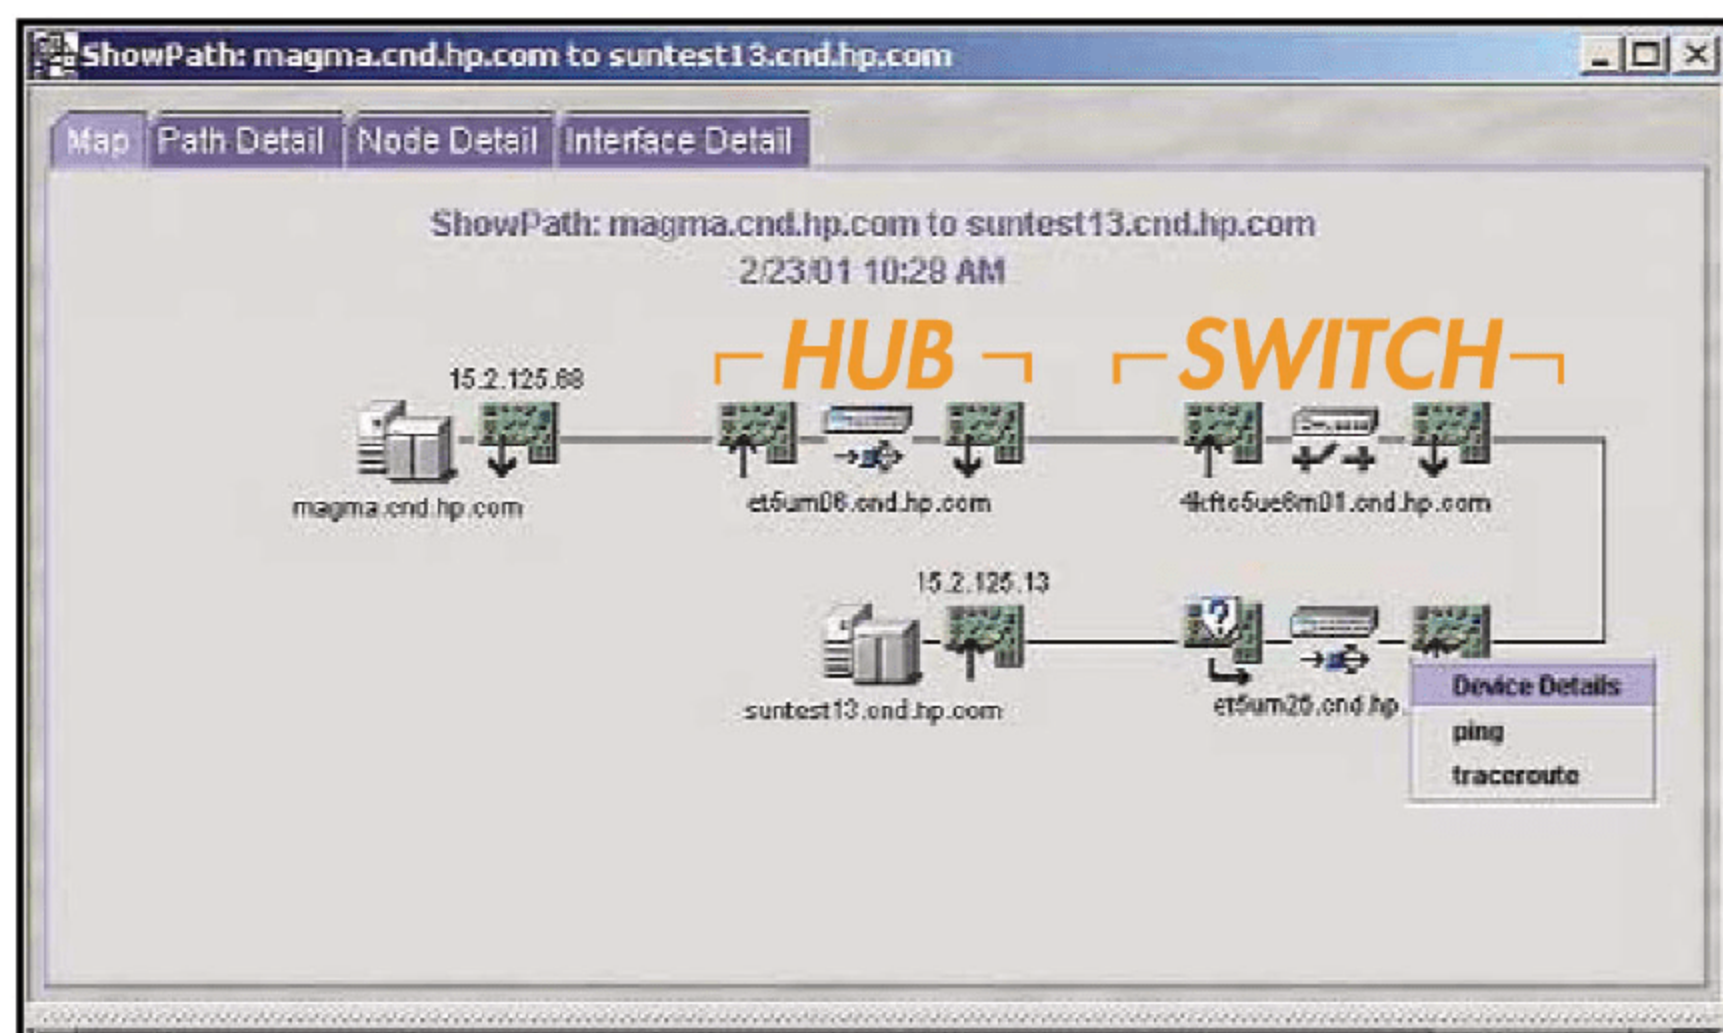 ShowPath: magma.cnd.hp.com to suntest13.cnd.hp.com
Map Path Detail Node Detail Interface Detail
ShowPath: magma.cnd.hp.com to suntest13.cnd.hp.com
2/23/01 10:28 AM
HUB SWITCH
15.2.125.68
magma.cnd.hp.com et5um06.cnd.hp.com 4kftc5ue6m01.cnd.hp.com
15.2.125.13
?
suntest13.cnd.hp.com et5um26.cnd.hp.
Device Details
ping
traceroute